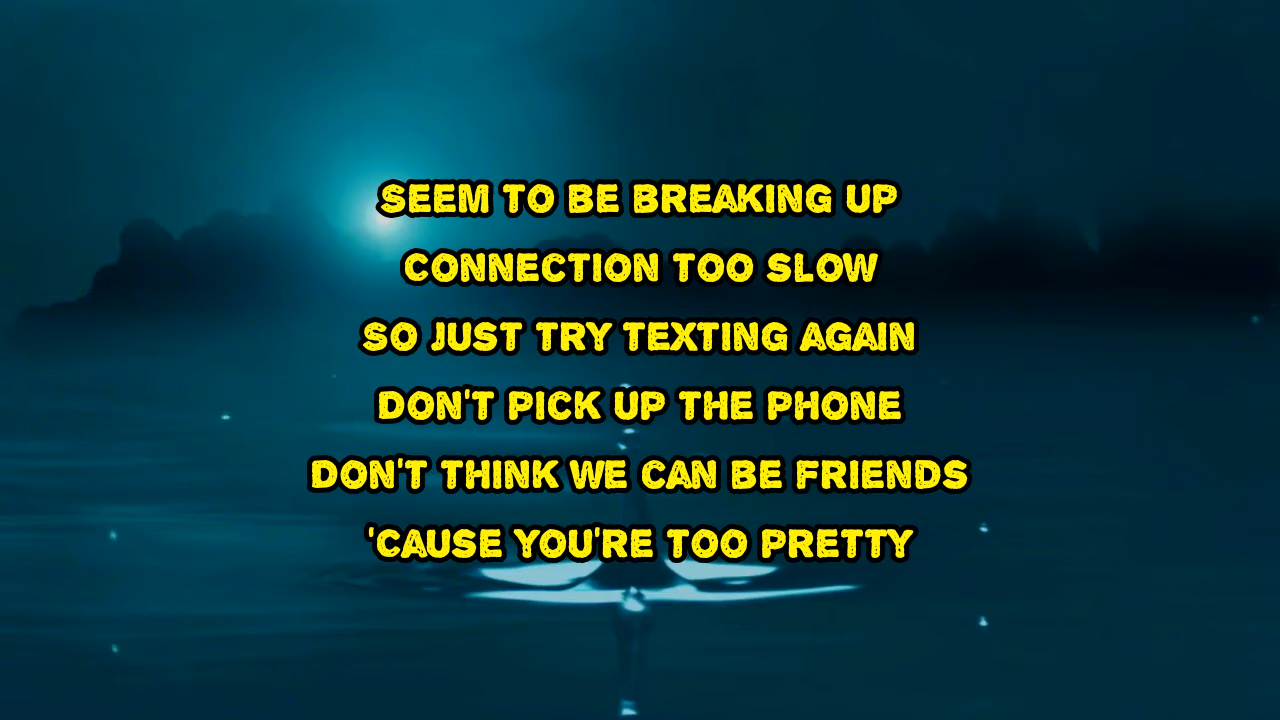 SEEM TO BE BREAKING UP
CONNECTION TOO SLOW
SO JUST TRY TEXTING AGAIN
DON'T PICK UP THE PHONE
DON'T THINK WE CAN BE FRIENDS
'CAUSE YOU'RE TOO PRETTY